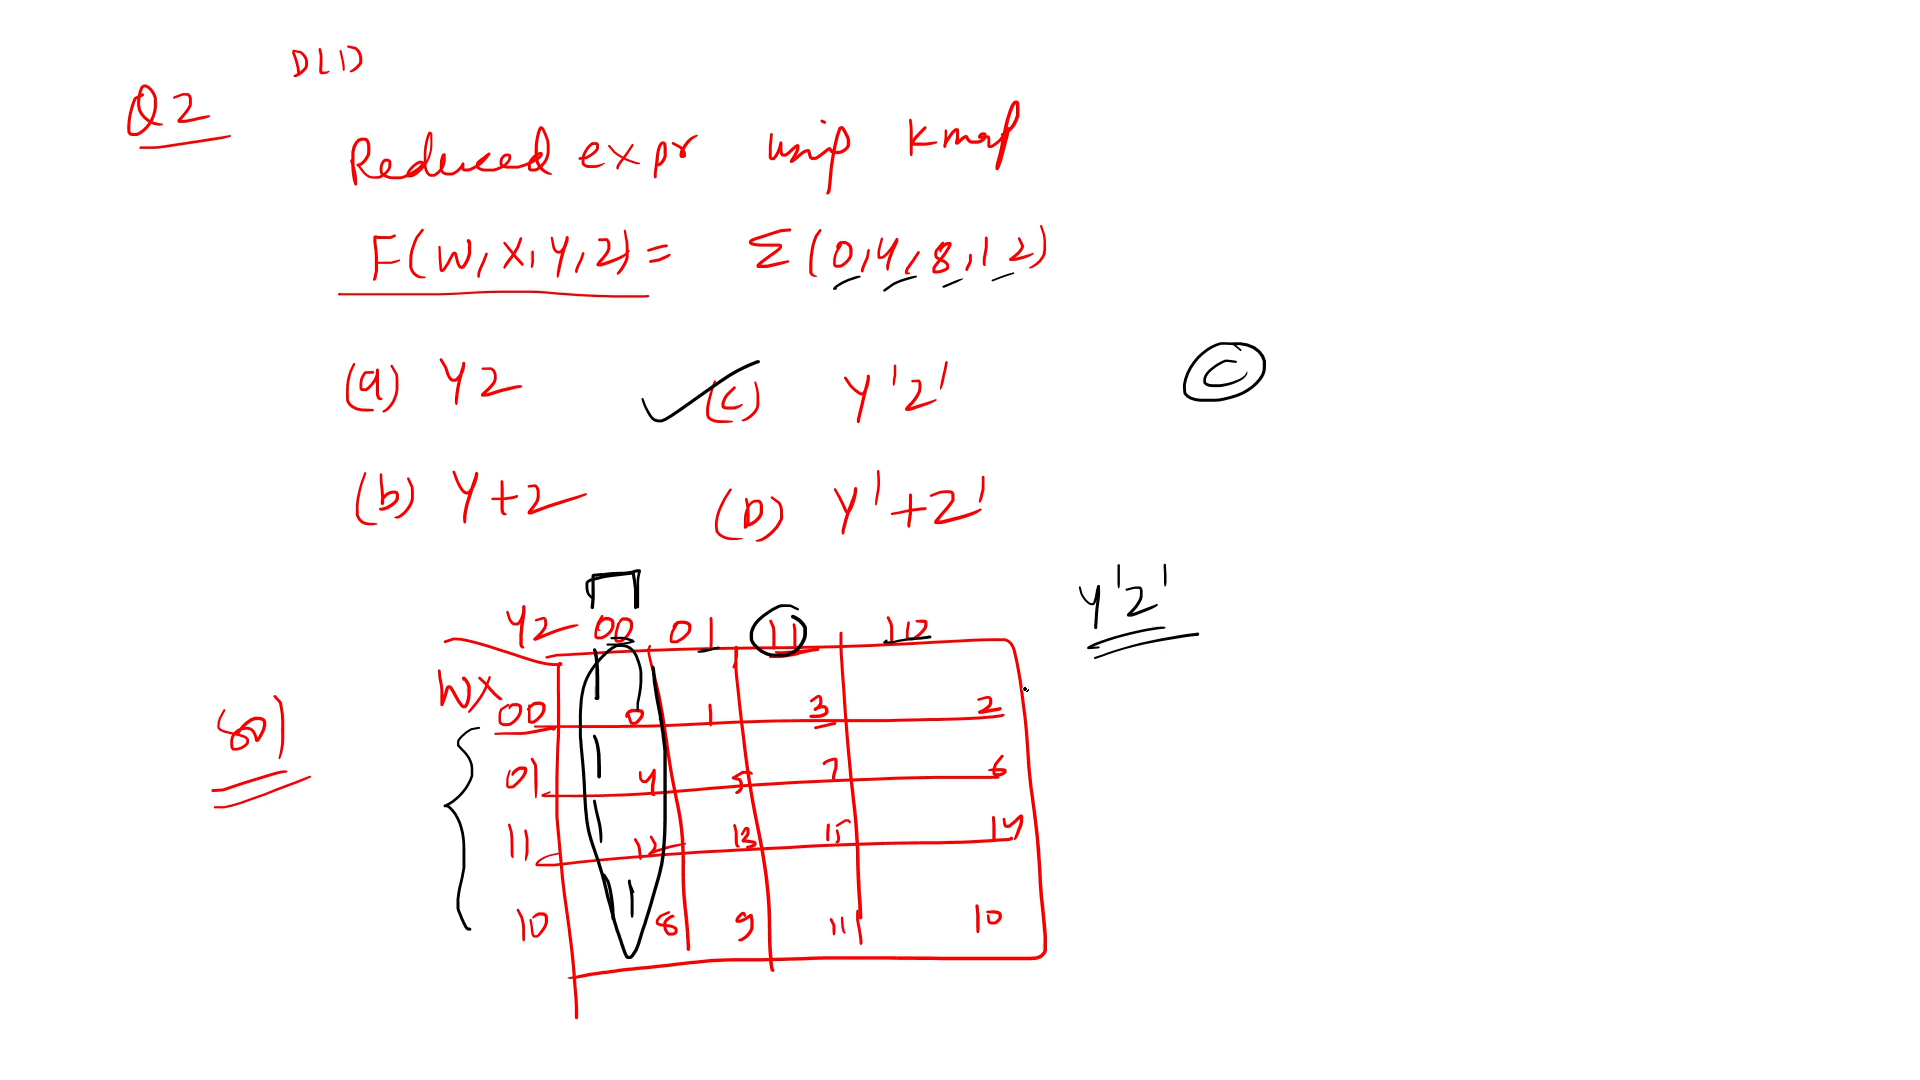 DLD
Q2
Reduced expr using kmap
F(W,X,Y,Z) = Σ(0,4,8,12)
(a) YZ (c) Y'Z' C
(b) Y+Z (D) Y'+Z'
Y'Z'
YZ 00 01 11 10
WX
00 0 1 3 2
Sol
01 4 5 7 6
11 12 13 15 14
10 8 9 11 10